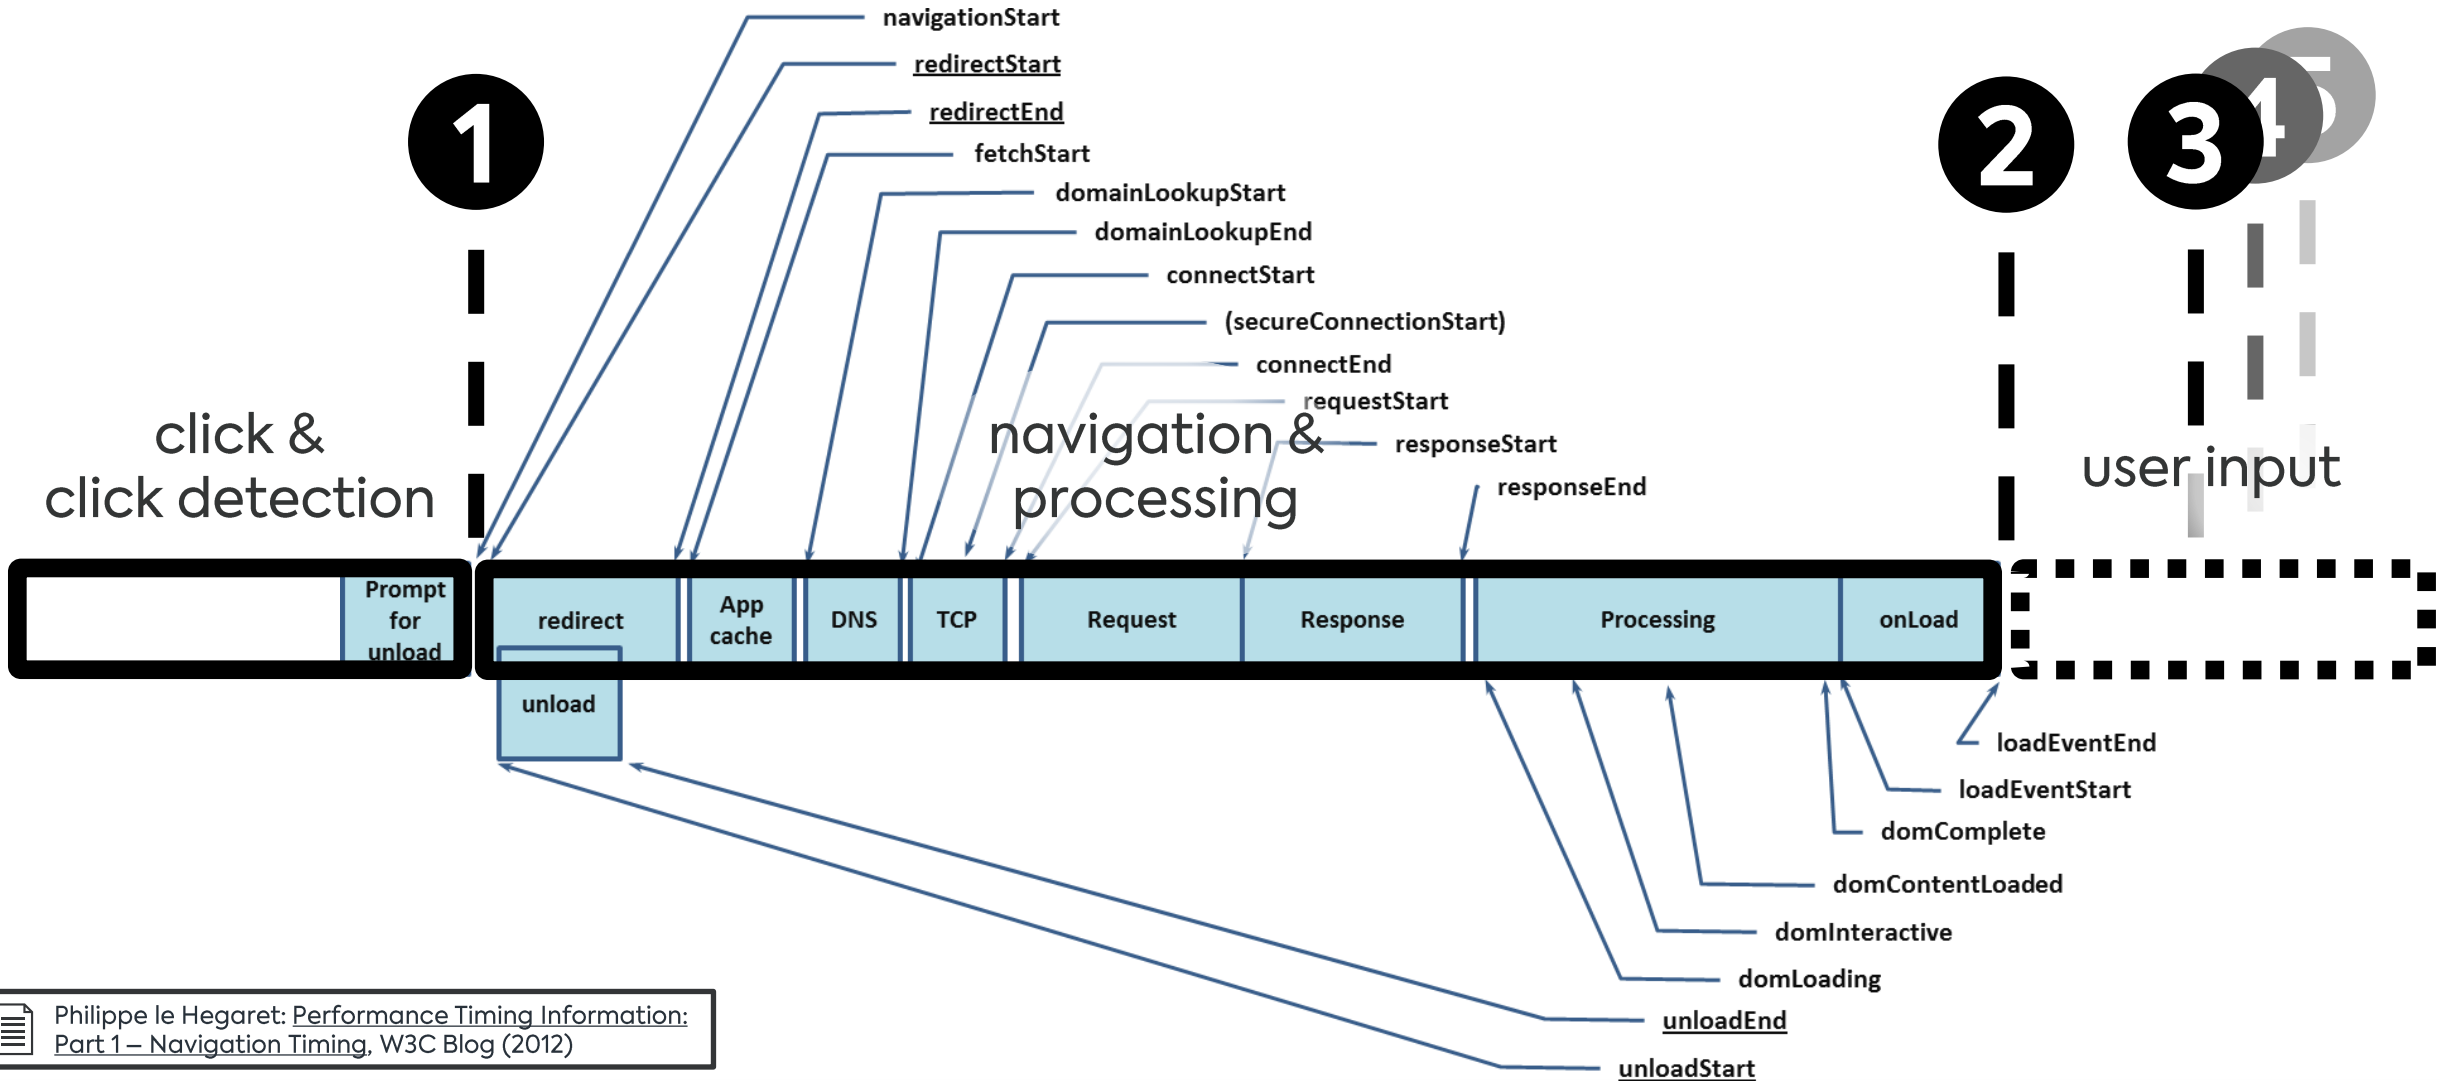 navigationStart
redirectStart
redirectEnd
fetchStart
domainLookupStart
domainLookupEnd
connectStart
(secureConnectionStart)
connectEnd
requestStart
responseStart
responseEnd
1
2
3
4
5
click &
click detection
navigation &
processing
user input
Prompt
for
unload
redirect
App
cache
DNS
TCP
Request
Response
Processing
onLoad
unload
loadEventEnd
loadEventStart
domComplete
domContentLoaded
domInteractive
domLoading
unloadEnd
unloadStart
Philippe le Hegaret: Performance Timing Information:
Part 1 – Navigation Timing, W3C Blog (2012)